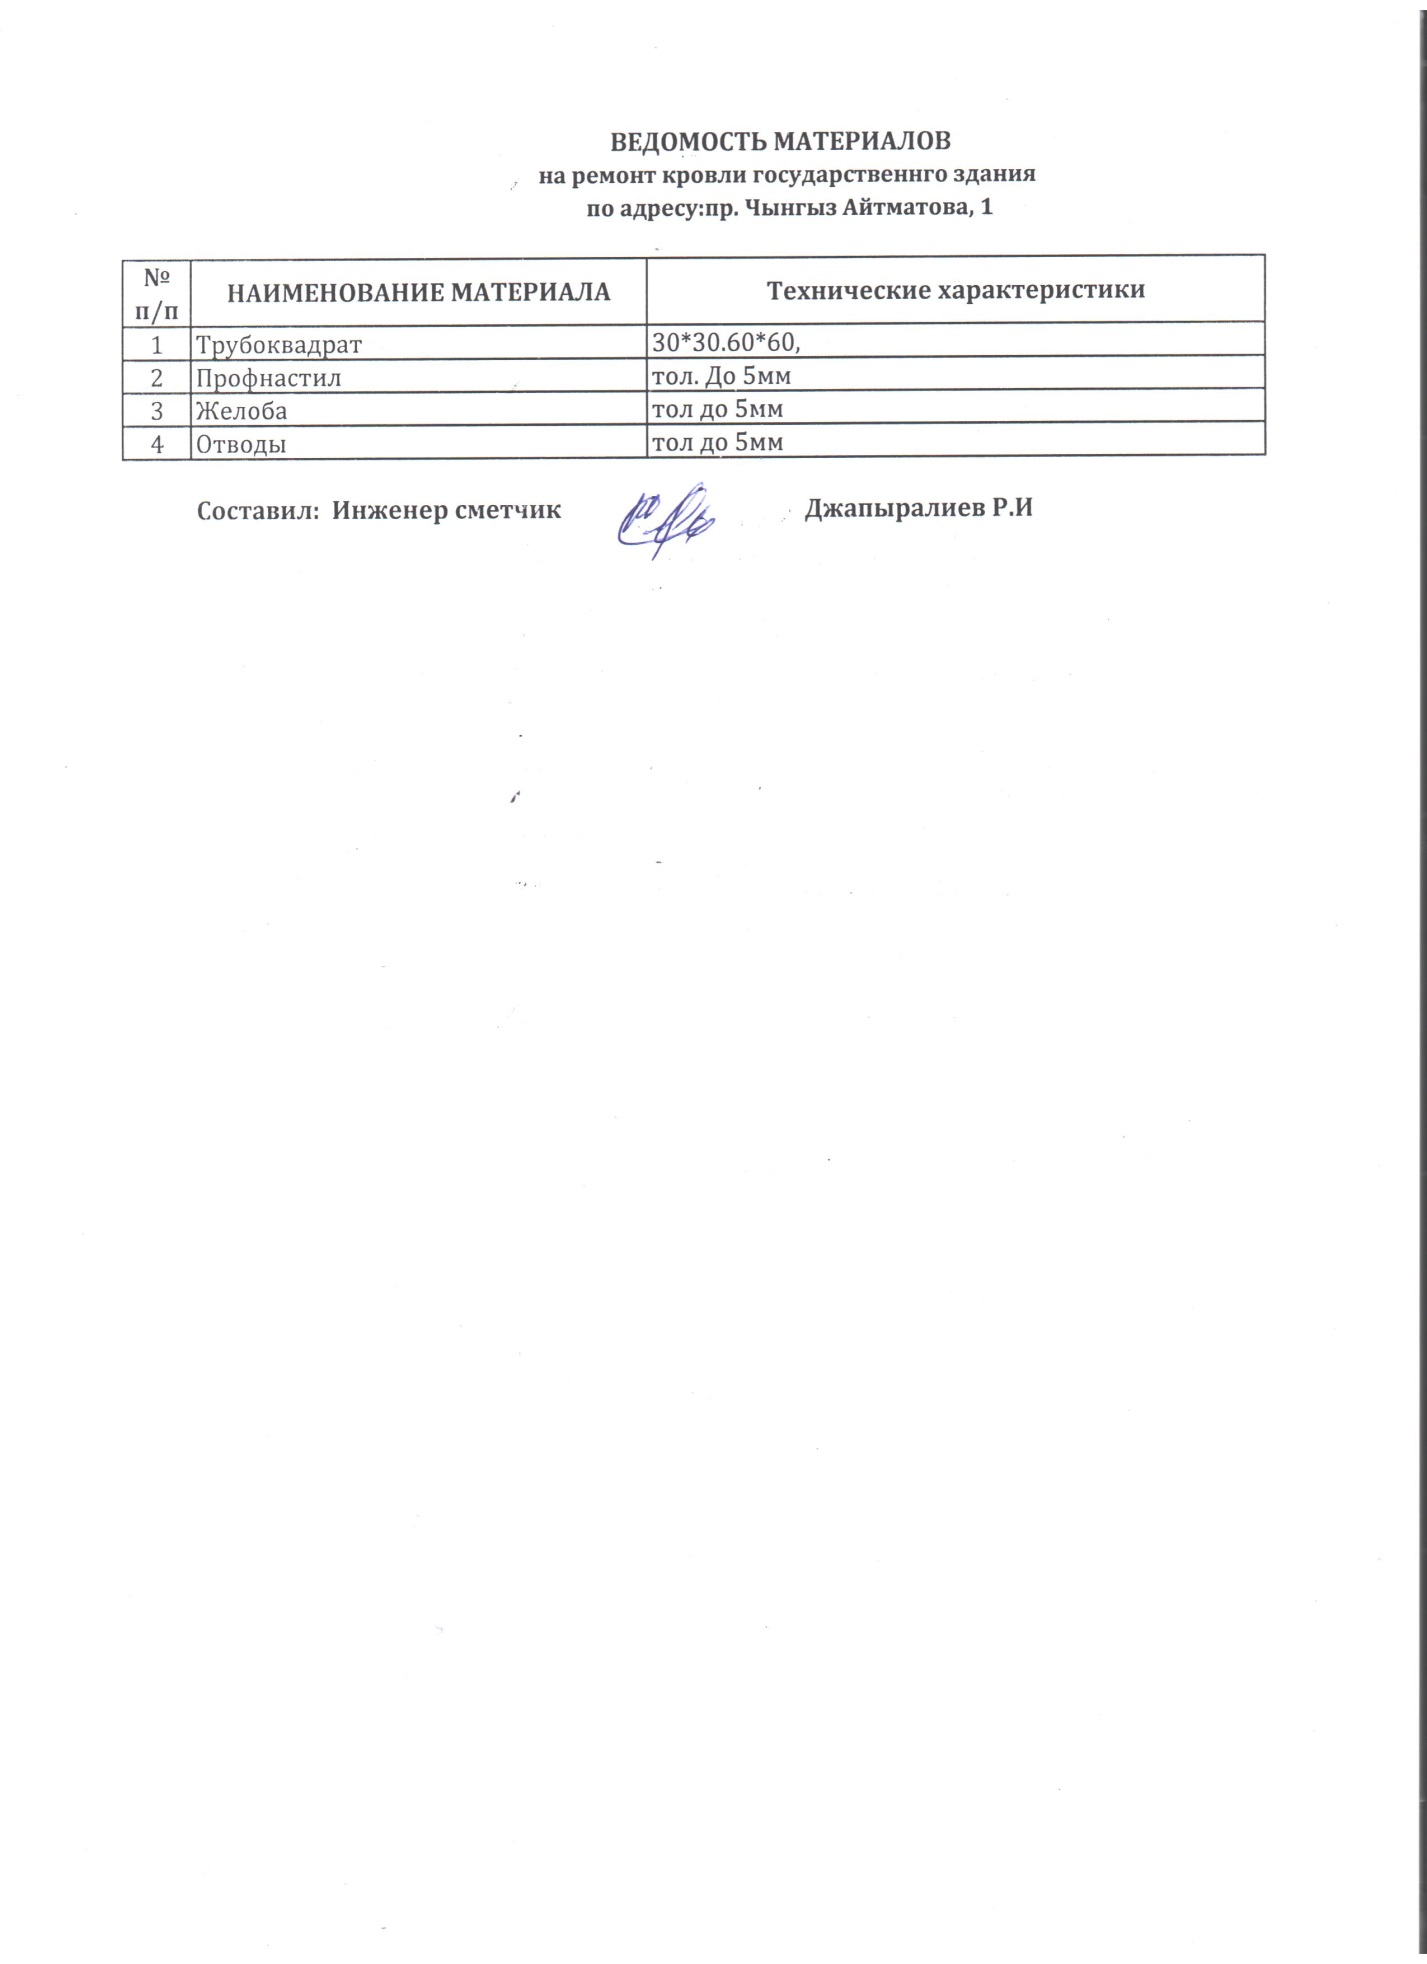 ВЕДОМОСТЬ МАТЕРИАЛОВ
на ремонт кровли государственнго здания
по адресу:пр. Чынгыз Айтматова, 1
№ п/п НАИМЕНОВАНИЕ МАТЕРИАЛА Технические характеристики
1 Трубоквадрат 30*30.60*60,
2 Профнастил тол. До 5мм
3 Желоба тол до 5мм
4 Отводы тол до 5мм
Составил: Инженер сметчик Джапыралиев Р.И